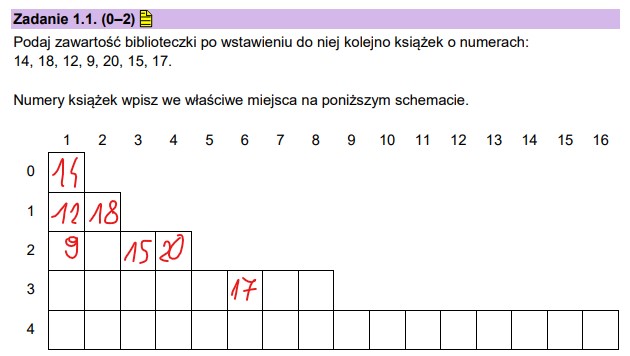 Zadanie 1.1. (0–2)
Podaj zawartość biblioteczki po wstawieniu do niej kolejno książek o numerach:
14, 18, 12, 9, 20, 15, 17.
Numery książek wpisz we właściwe miejsca na poniższym schemacie.
1 2 3 4 5 6 7 8 9 10 11 12 13 14 15 16
0 14
1 12 18
2 9 15 20
3 17
4